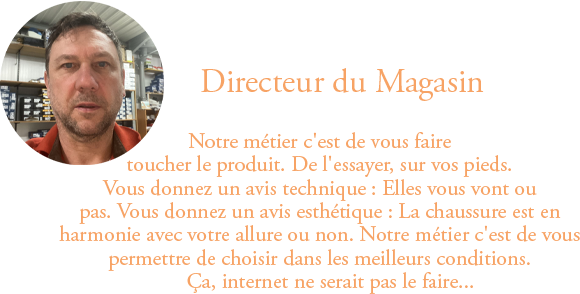 Directeur du Magasin
Notre métier c'est de vous faire
toucher le produit. De l'essayer, sur vos pieds.
Vous donnez un avis technique : Elles vous vont ou
pas. Vous donnez un avis esthétique : La chaussure est en
harmonie avec votre allure ou non. Notre métier c'est de vous
permettre de choisir dans les meilleurs conditions.
Ça, internet ne serait pas le faire...